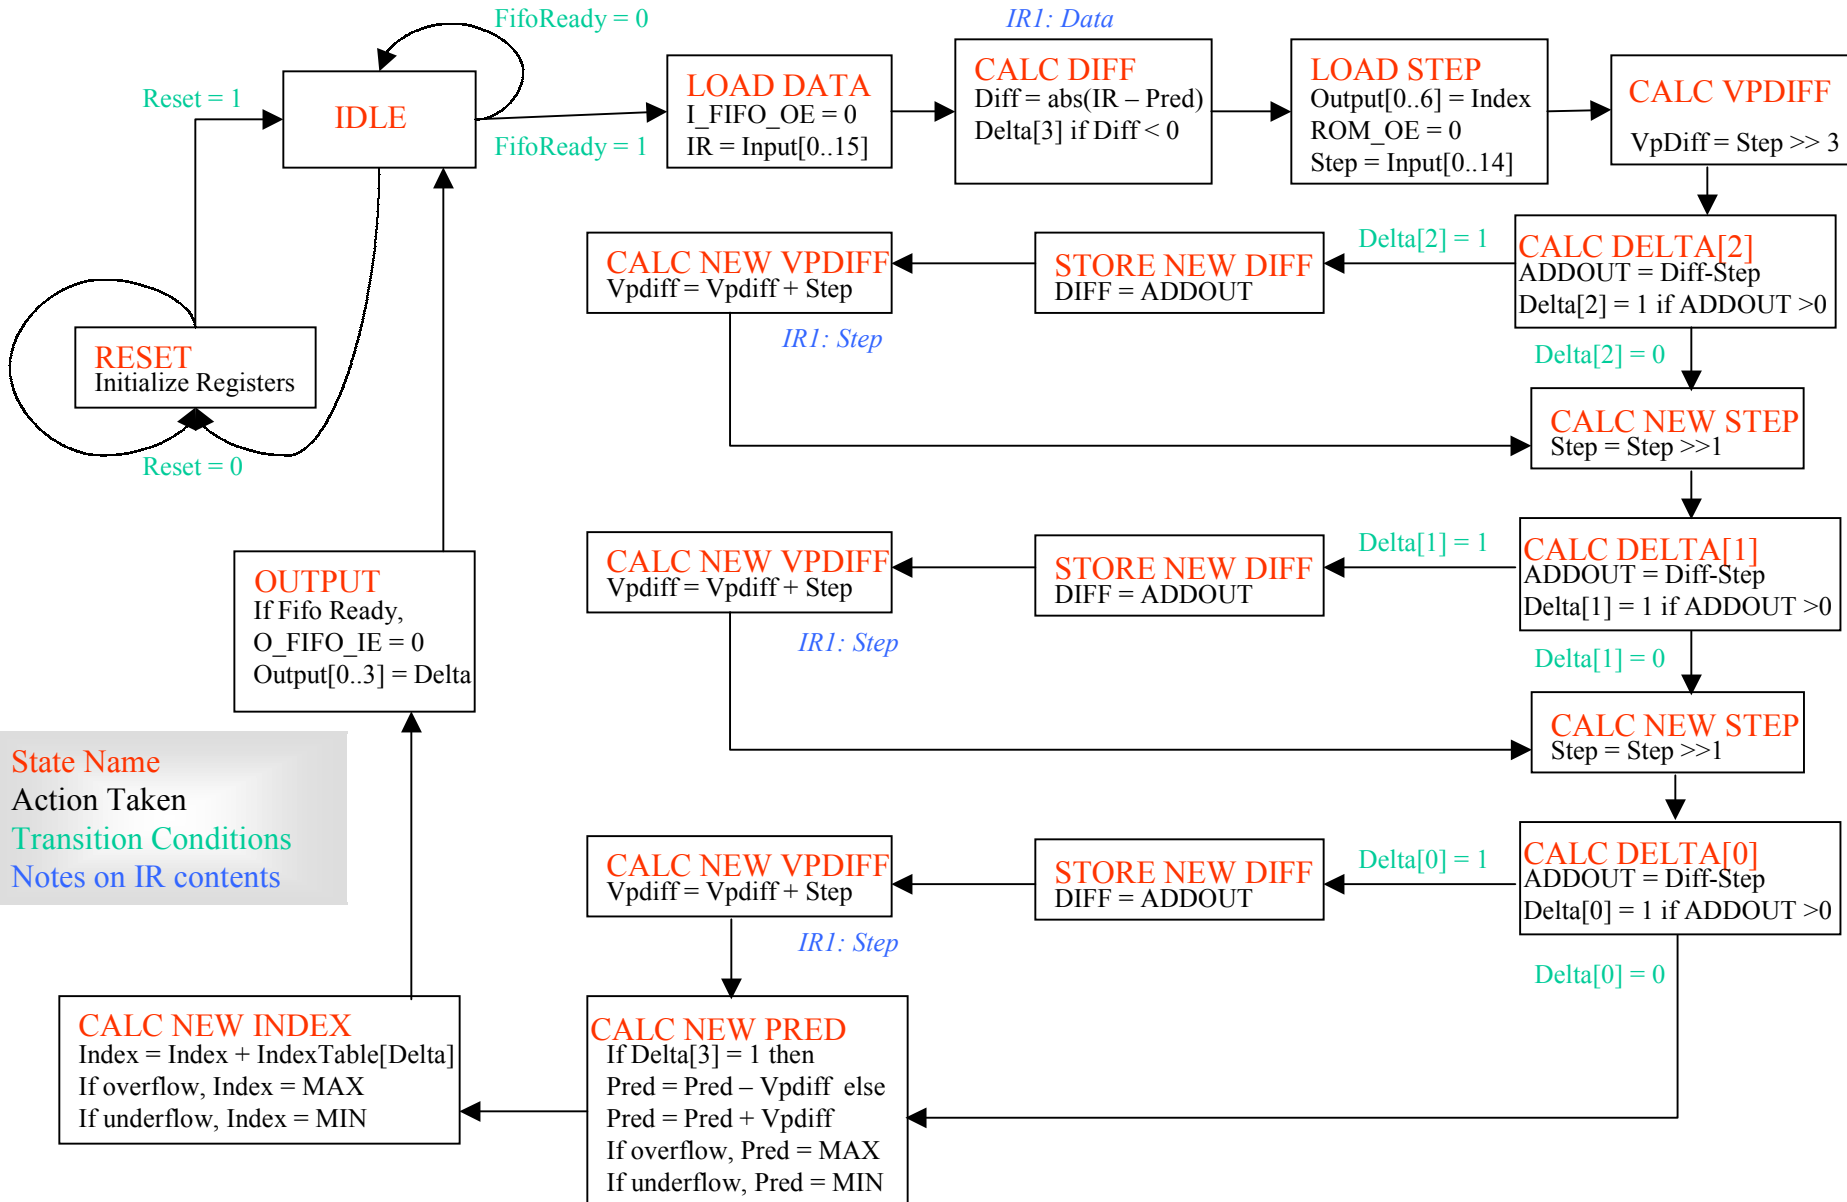 FifoReady = 0
IR1: Data
Reset = 1
IDLE
FifoReady = 1
LOAD DATA
I_FIFO_OE = 0
IR = Input[0..15]
CALC DIFF
Diff = abs(IR – Pred)
Delta[3] if Diff < 0
LOAD STEP
Output[0..6] = Index
ROM_OE = 0
Step = Input[0..14]
CALC VPDIFF
VpDiff = Step >> 3
CALC NEW VPDIFF
Vpdiff = Vpdiff + Step
IR1: Step
STORE NEW DIFF
DIFF = ADDOUT
Delta[2] = 1
CALC DELTA[2]
ADDOUT = Diff-Step
Delta[2] = 1 if ADDOUT >0
Delta[2] = 0
RESET
Initialize Registers
Reset = 0
CALC NEW STEP
Step = Step >>1
CALC NEW VPDIFF
Vpdiff = Vpdiff + Step
IR1: Step
STORE NEW DIFF
DIFF = ADDOUT
Delta[1] = 1
CALC DELTA[1]
ADDOUT = Diff-Step
Delta[1] = 1 if ADDOUT >0
Delta[1] = 0
OUTPUT
If Fifo Ready,
O_FIFO_IE = 0
Output[0..3] = Delta
CALC NEW STEP
Step = Step >>1
State Name
Action Taken
Transition Conditions
Notes on IR contents
CALC NEW VPDIFF
Vpdiff = Vpdiff + Step
IR1: Step
STORE NEW DIFF
DIFF = ADDOUT
Delta[0] = 1
CALC DELTA[0]
ADDOUT = Diff-Step
Delta[0] = 1 if ADDOUT >0
Delta[0] = 0
CALC NEW INDEX
Index = Index + IndexTable[Delta]
If overflow, Index = MAX
If underflow, Index = MIN
CALC NEW PRED
If Delta[3] = 1 then
Pred = Pred – Vpdiff else
Pred = Pred + Vpdiff
If overflow, Pred = MAX
If underflow, Pred = MIN